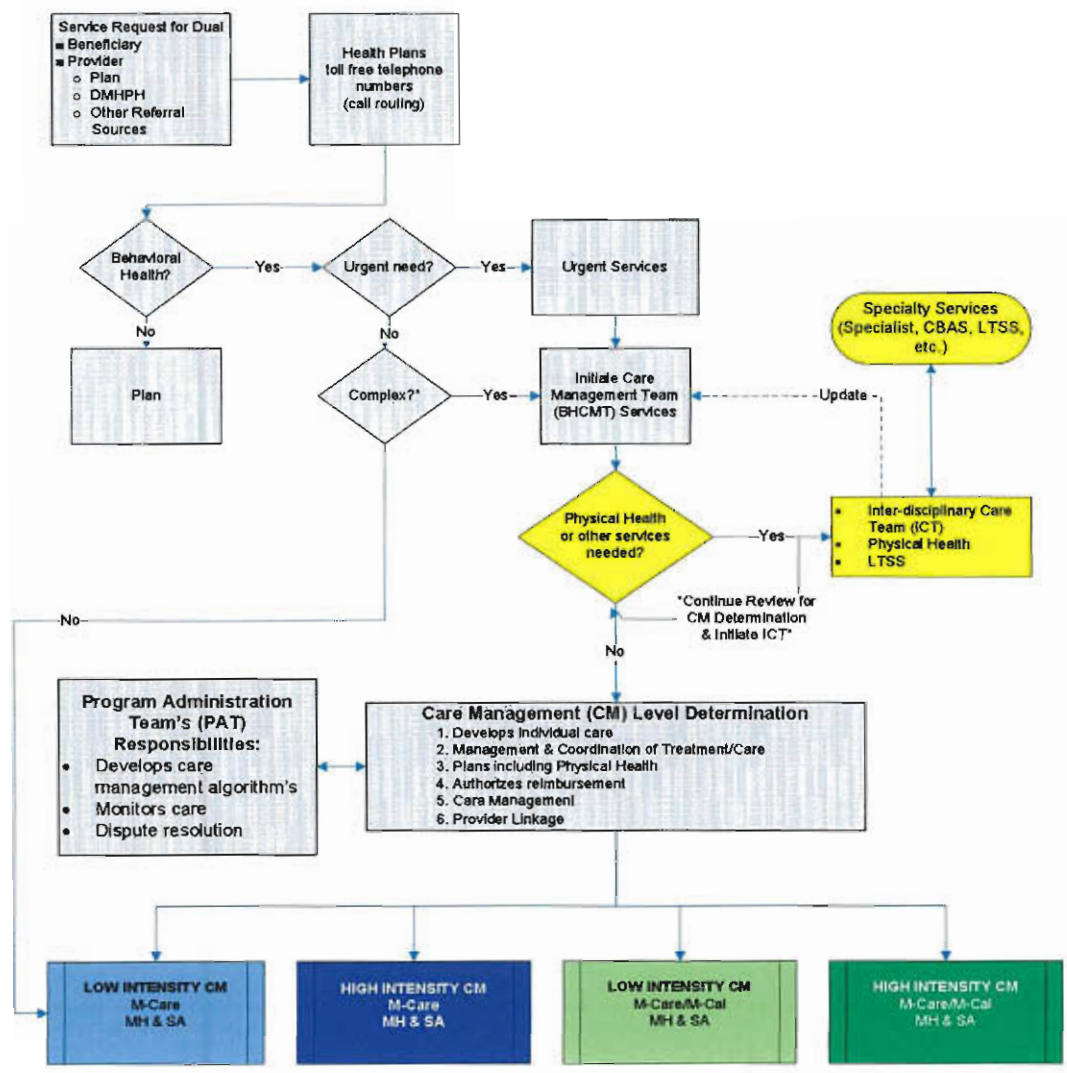 Service Request for Dual
▪ Beneficiary
▪ Provider
o Plan
o DMHPH
o Other Referral
Sources
Health Plans
toll free telephone
numbers
(call routing)
Behavioral
Health?
Yes
Urgent need?
Yes
Urgent Services
No
No
Plan
Complex?*
Yes
Initiate Care
Management Team
(BHCMT) Services
Update
Specialty Services
(Specialist, CBAS, LTSS,
etc.)
Physical Health
or other services
needed?
Yes
• Inter-disciplinary Care
Team (ICT)
• Physical Health
• LTSS
*Continue Review for
CM Determination
& Initiate ICT*
No
No
Program Administration
Team's (PAT)
Responsibilities:
• Develops care
management algorithm's
• Monitors care
• Dispute resolution
Care Management (CM) Level Determination
1. Develops individual care
2. Management & Coordination of Treatment/Care
3. Plans including Physical Health
4. Authorizes reimbursement
5. Care Management
6. Provider Linkage
LOW INTENSITY CM
M-Care
MH & SA
HIGH INTENSITY CM
M-Care
MH & SA
LOW INTENSITY CM
M-Care/M-Cal
MH & SA
HIGH INTENSITY CM
M-Care/M-Cal
MH & SA